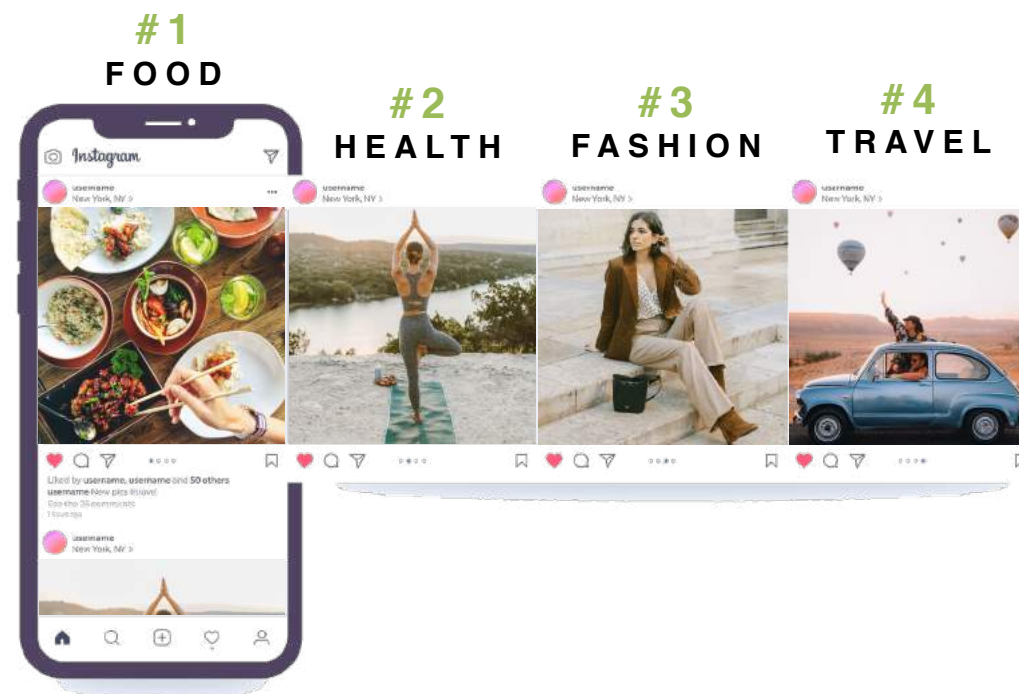 #1
FOOD
#2
HEALTH
#3
FASHION
#4
TRAVEL
Instagram
username
New York, NY >
username
New York, NY >
username
New York, NY >
username
New York, NY >
Liked by username, username and 50 others
username New pics #love!
username
New York, NY >